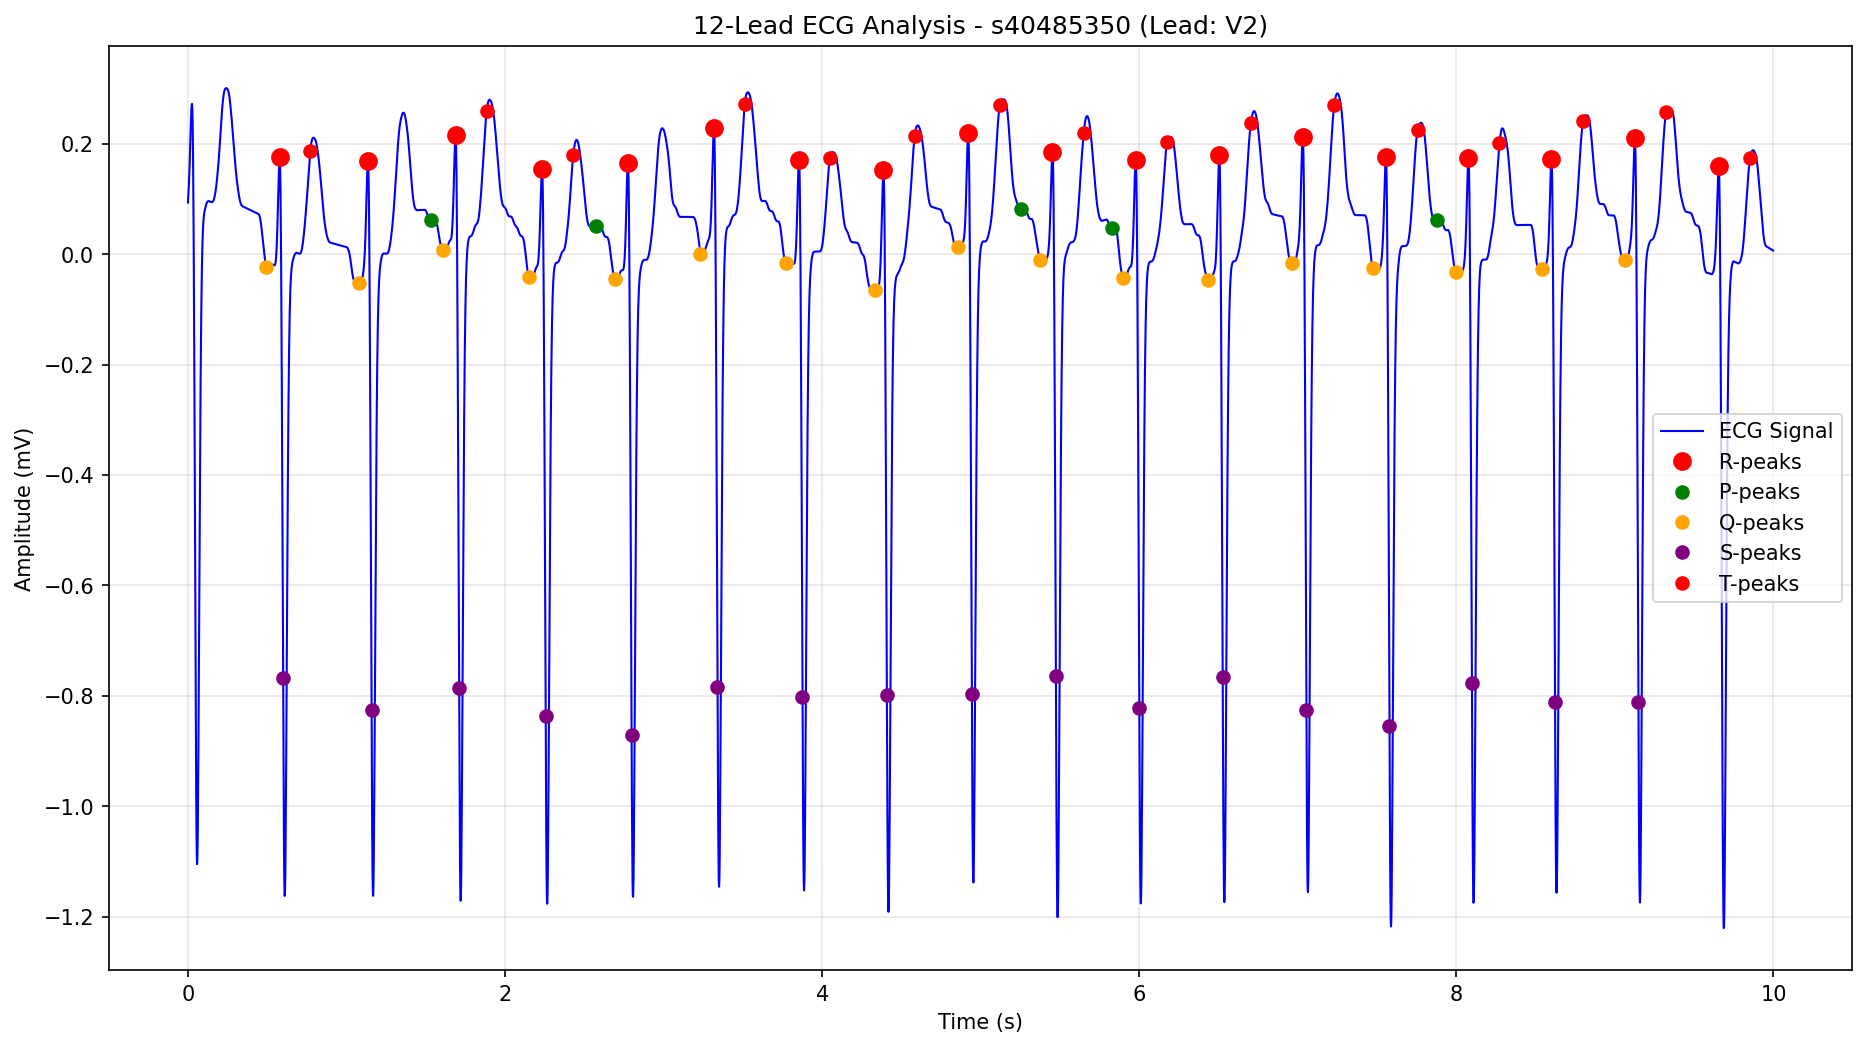 12-Lead ECG Analysis - s40485350 (Lead: V2)
Amplitude (mV)
0.2
0.0
−0.2
−0.4
−0.6
−0.8
−1.0
−1.2
ECG Signal
R-peaks
P-peaks
Q-peaks
S-peaks
T-peaks
0 2 4 6 8 10
Time (s)